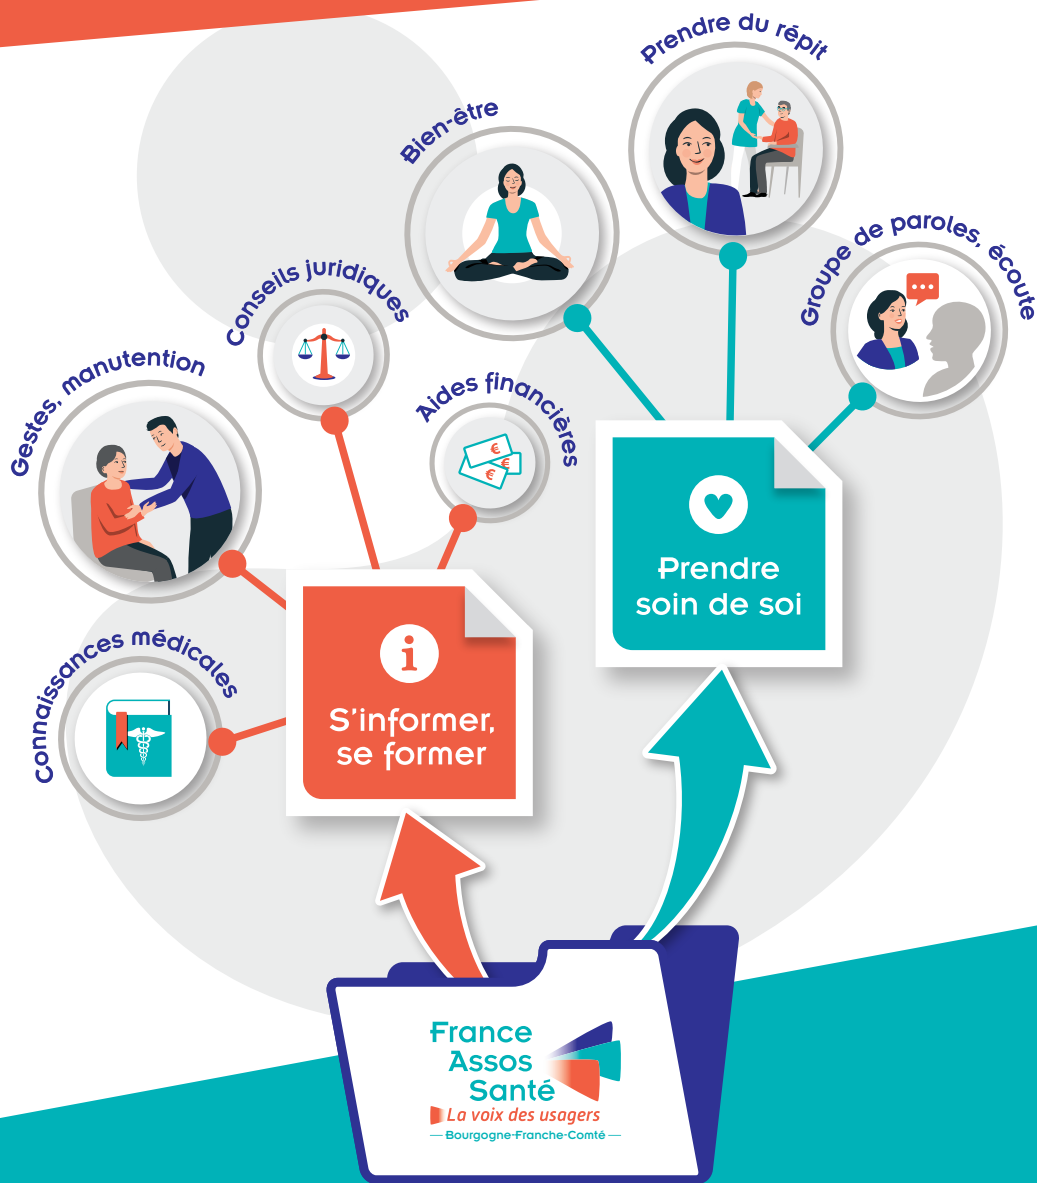 Prendre du répit
Bien-être
Groupe de paroles, écoute
Conseils juridiques
Gestes, manutention
Aides financières
€
€
€
Prendre
soin de soi
Connaissances médicales
i
S'informer,
se former
France
Assos
Santé
La voix des usagers
Bourgogne-Franche-Comté